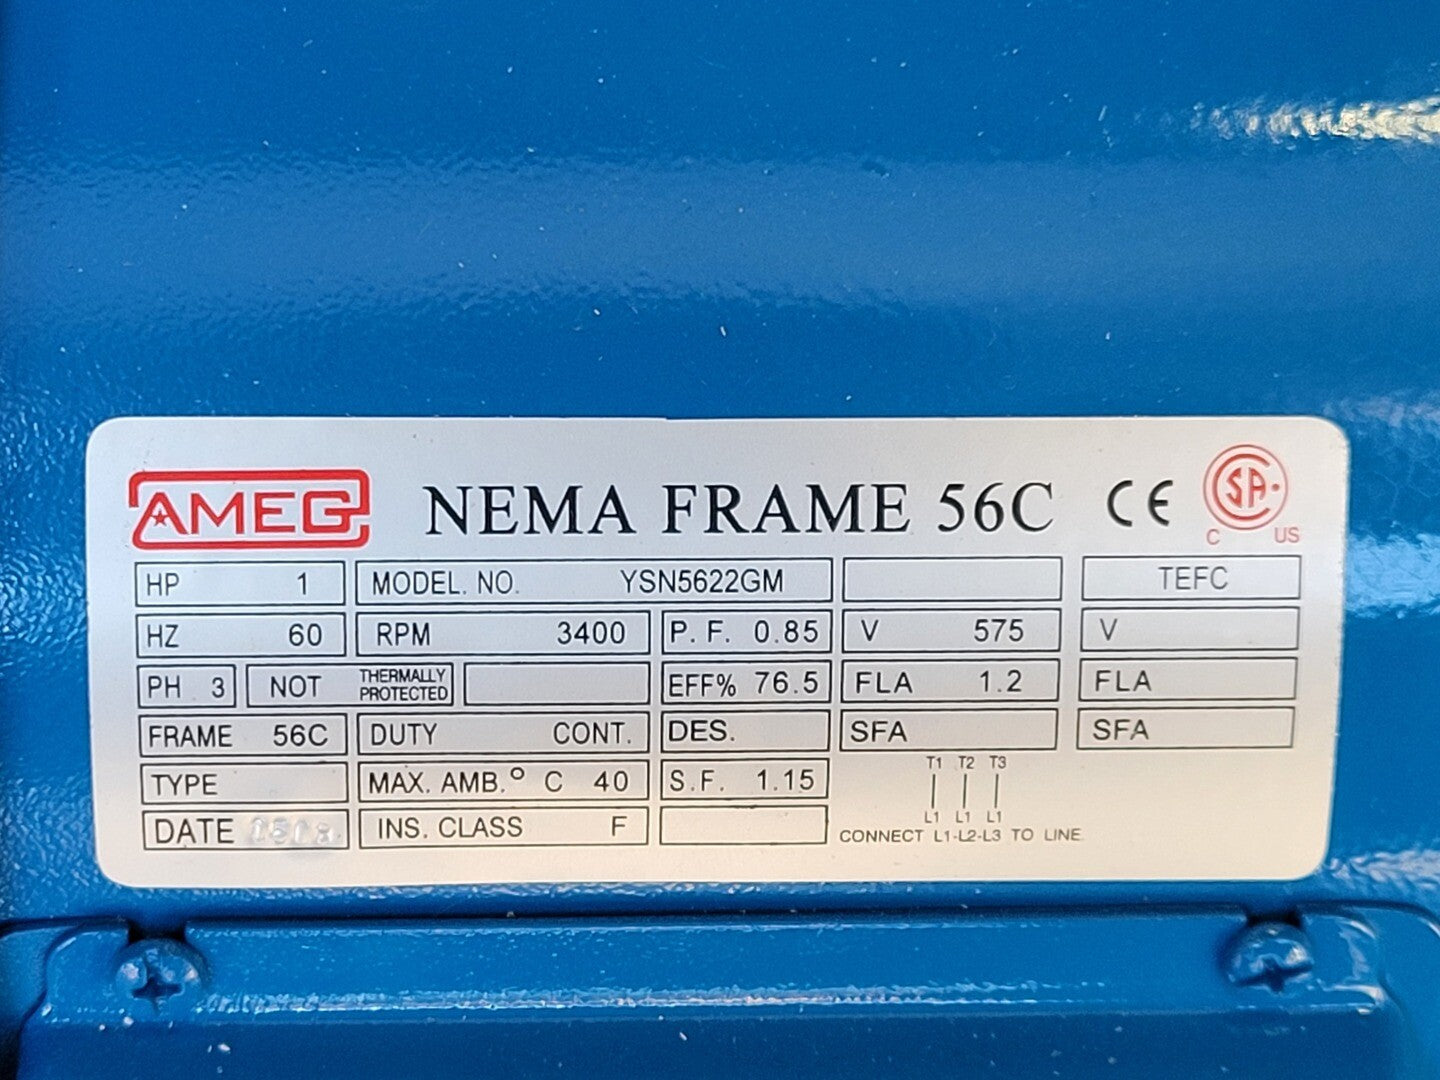 AMEG NEMA FRAME 56C CE CSA C US
HP 1 MODEL. NO. YSN5622GM TEFC
HZ 60 RPM 3400 P. F. 0.85 V 575 V
PH 3 NOT THERMALLY PROTECTED EFF% 76.5 FLA 1.2 FLA
FRAME 56C DUTY CONT. DES. SFA SFA
TYPE MAX. AMB.° C 40 S.F. 1.15
T1 T2 T3
L1 L1 L1
DATE INS. CLASS F
CONNECT L1-L2-L3 TO LINE